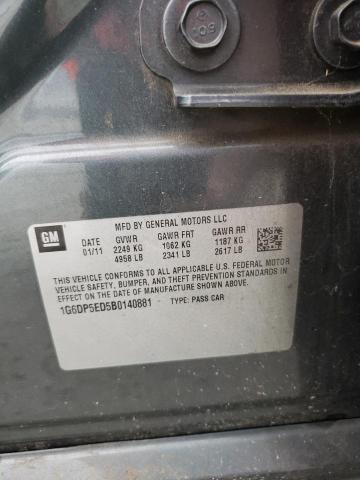 109
GM
MFD BY GENERAL MOTORS LLC
DATE GVWR GAWR FRT GAWR RR
01/11 2249 KG 1062 KG 1187 KG
4958 LB 2341 LB 2617 LB
THIS VEHICLE CONFORMS TO ALL APPLICABLE U.S. FEDERAL MOTOR
VEHICLE SAFETY, BUMPER, AND THEFT PREVENTION STANDARDS
IN EFFECT ON THE DATE OF MANUFACTURE SHOWN ABOVE.
1G6DP5ED5B0140881 TYPE: PASS CAR